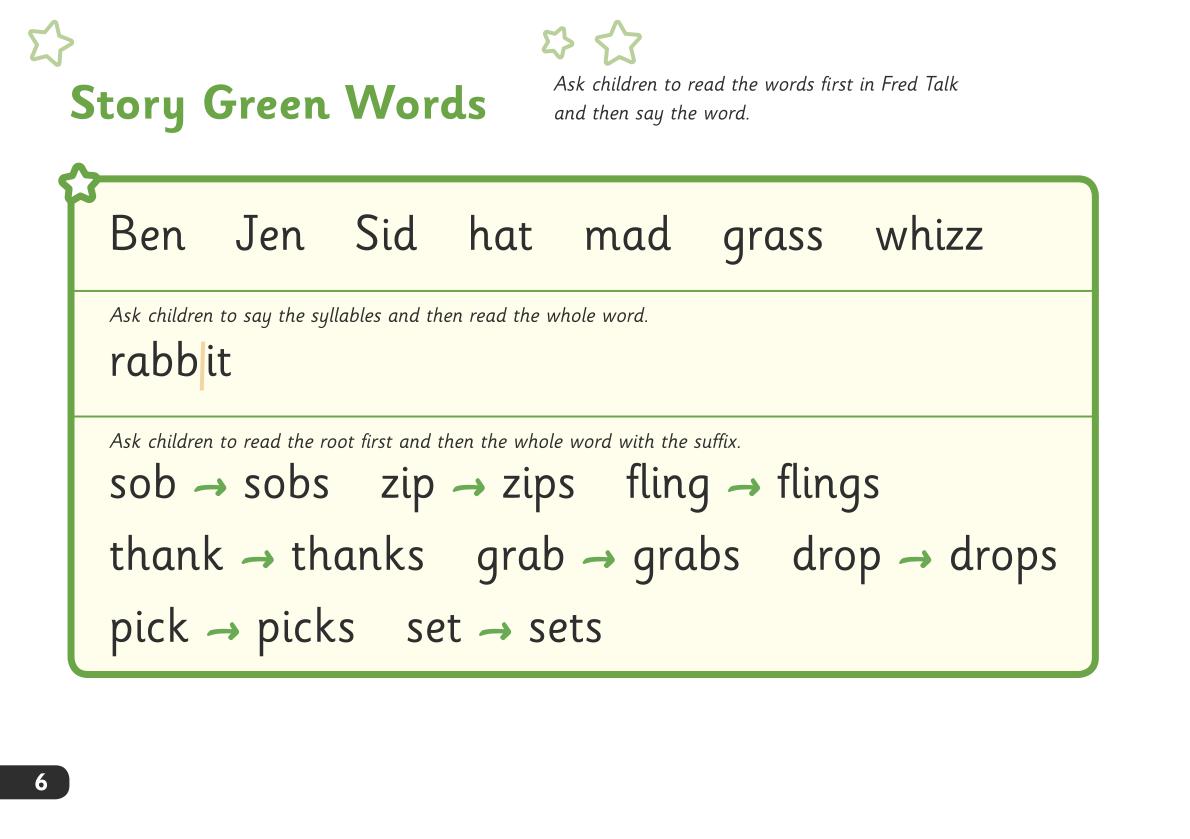 Story Green Words
Ask children to read the words first in Fred Talk
and then say the word.
Ben Jen Sid hat mad grass whizz
Ask children to say the syllables and then read the whole word.
rabb|it
Ask children to read the root first and then the whole word with the suffix.
sob → sobs zip → zips fling → flings
thank → thanks grab → grabs drop → drops
pick → picks set → sets
6